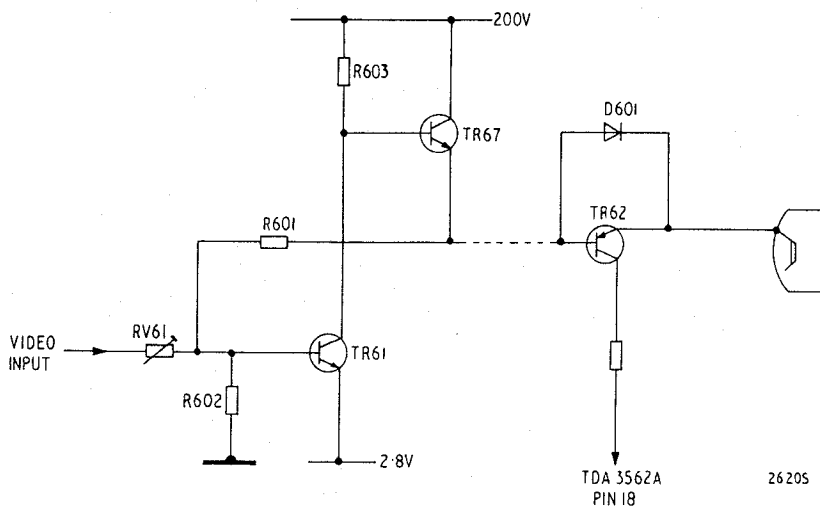 200V
R603
TR67
D601
TR62
R601
RV61
VIDEO
INPUT
TR61
R602
2·8V
TDA 3562A
PIN 18
2620S